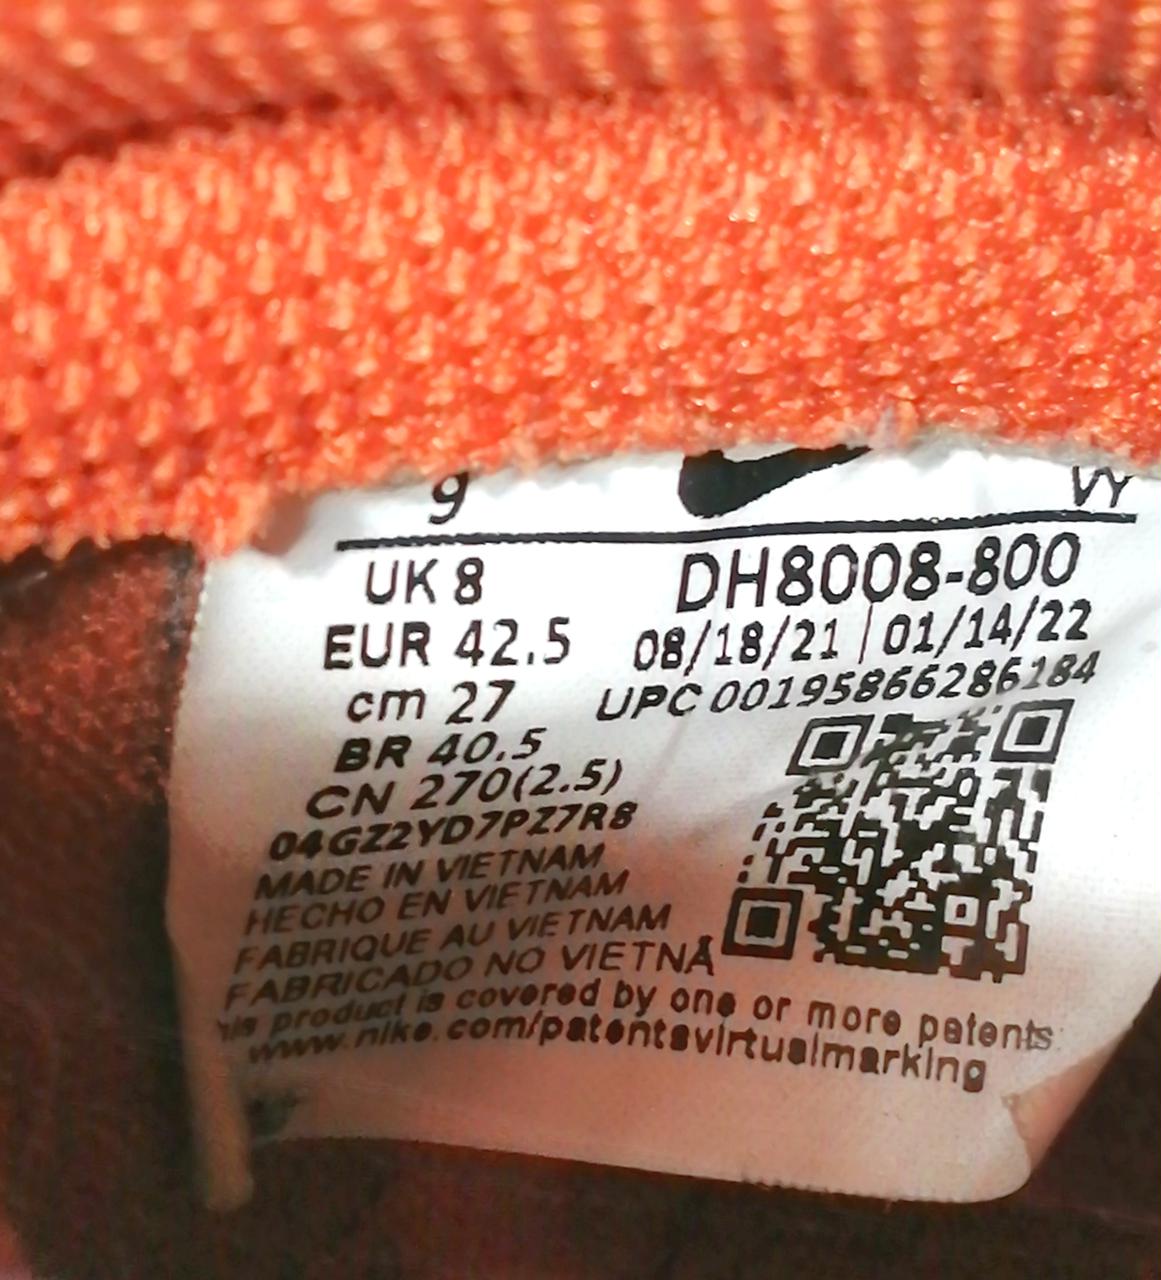 9 VY
UK 8 DH8008-800
EUR 42.5 08/18/21 | 01/14/22
cm 27 UPC 00195866286184
BR 40.5
CN 270(2.5)
04GZ2YD7PZ7R8
MADE IN VIETNAM
HECHO EN VIETNAM
FABRIQUE AU VIETNAM
FABRICADO NO VIETNÃ
his product is covered by one or more patents.
www.nike.com/patentsvirtualmarking